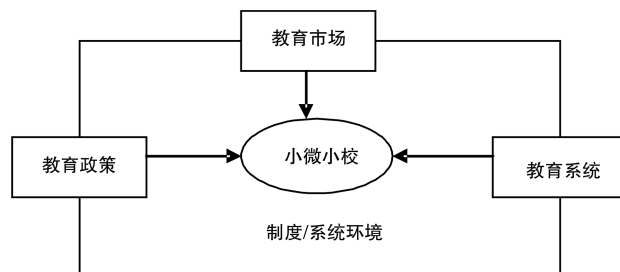 教育市场
教育政策
小微小校
教育系统
制度/系统环境